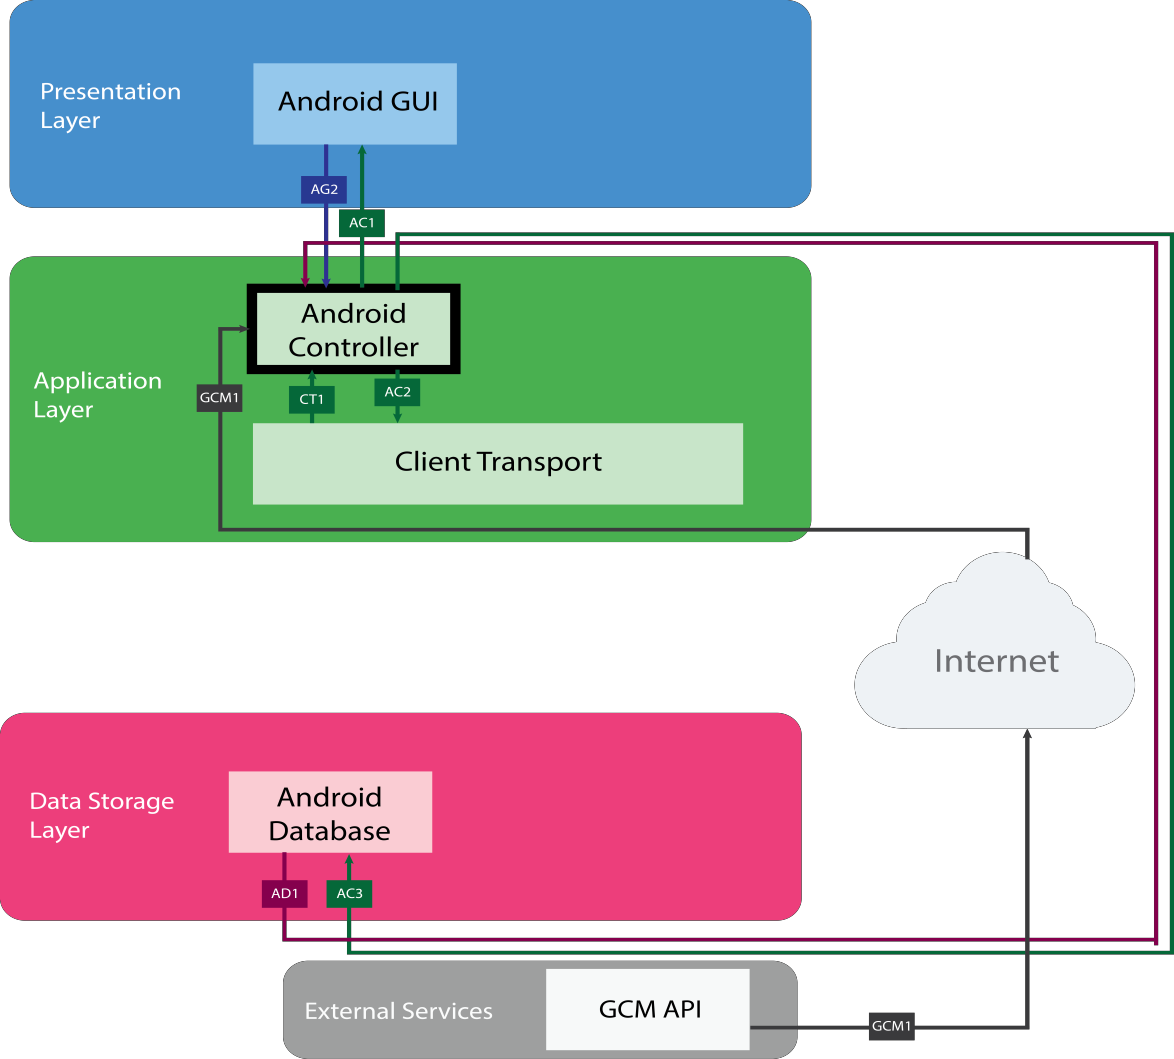 Presentation
Layer
Android GUI
AG2
AC1
Android
Controller
Application
Layer
GCM1
CT1
AC2
Client Transport
Internet
Data Storage
Layer
Android
Database
AD1
AC3
External Services
GCM API
GCM1